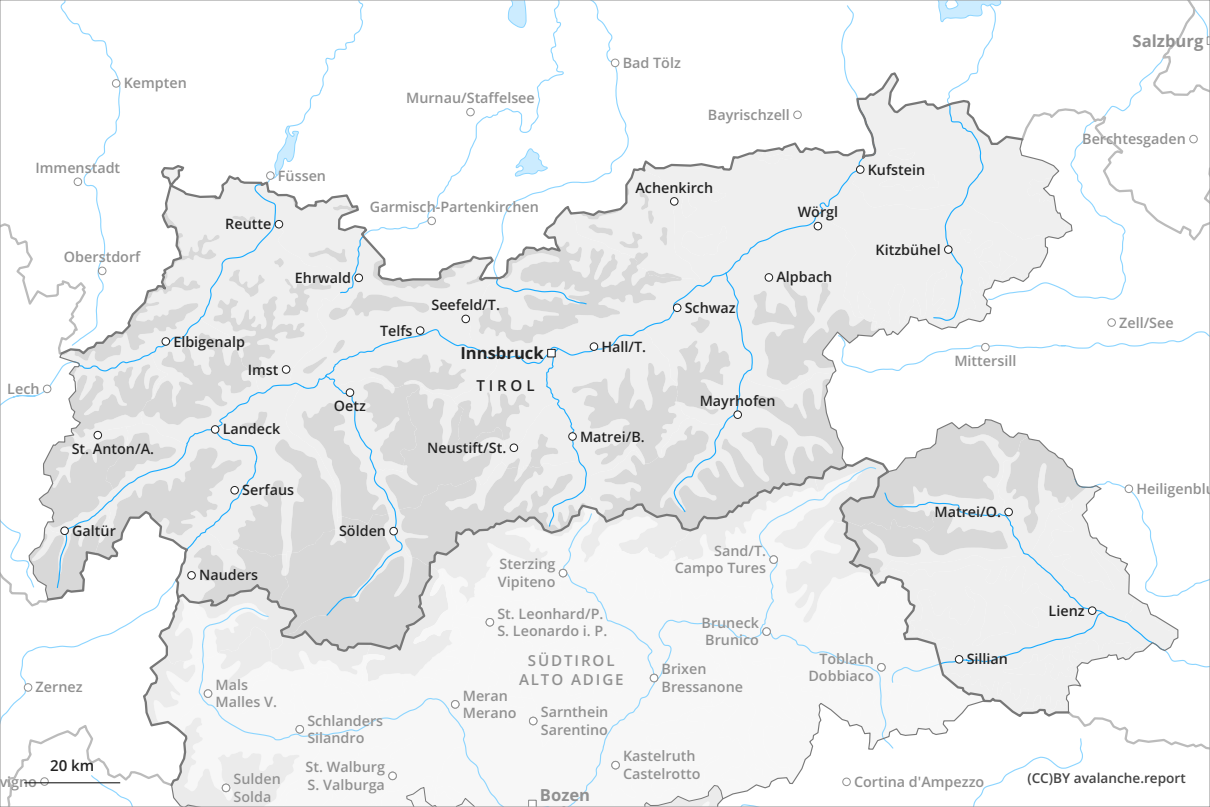 Salzburg
Bad Tölz
Kempten
Murnau/Staffelsee
Bayrischzell
Berchtesgaden
Immenstadt
Füssen
Kufstein
Achenkirch
Garmisch-Partenkirchen
Wörgl
Reutte
Kitzbühel
Oberstdorf
Ehrwald
Alpbach
Seefeld/T.
Schwaz
Zell/See
Telfs
Elbigenalp
Hall/T.
Innsbruck
Mittersill
Imst
TIROL
Lech
Oetz
Mayrhofen
Landeck
Matrei/B.
St. Anton/A.
Neustift/St.
Serfaus
Heiligenblu
Matrei/O.
Galtür
Sölden
Sand/T.
Campo Tures
Sterzing
Vipiteno
Nauders
Lienz
St. Leonhard/P.
S. Leonardo i. P.
Bruneck
Brunico
SÜDTIROL
ALTO ADIGE
Toblach
Dobbiaco
Sillian
Brixen
Bressanone
Zernez
Mals
Malles V.
Meran
Merano
Sarnthein
Sarentino
Schlanders
Silandro
Kastelruth
Castelrotto
20 km
St. Walburg
S. Valburga
Sulden
Solda
vigno
Cortina d'Ampezzo
(CC)BY avalanche.report
Bozen